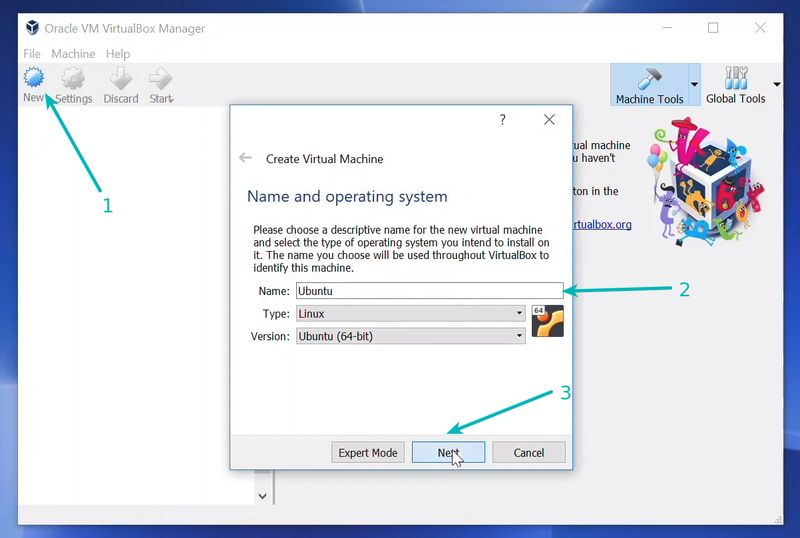 Oracle VM VirtualBox Manager
File Machine Help
New Settings Discard Start
Machine Tools Global Tools
1
?
Create Virtual Machine
tual machine
u haven't
Name and operating system
ton in the
rtualbox.org
Please choose a descriptive name for the new virtual machine
and select the type of operating system you intend to install on
it. The name you choose will be used throughout VirtualBox to
identify this machine.
Name: Ubuntu
2
Type: Linux
64
Version: Ubuntu (64-bit)
3
Expert Mode Next Cancel